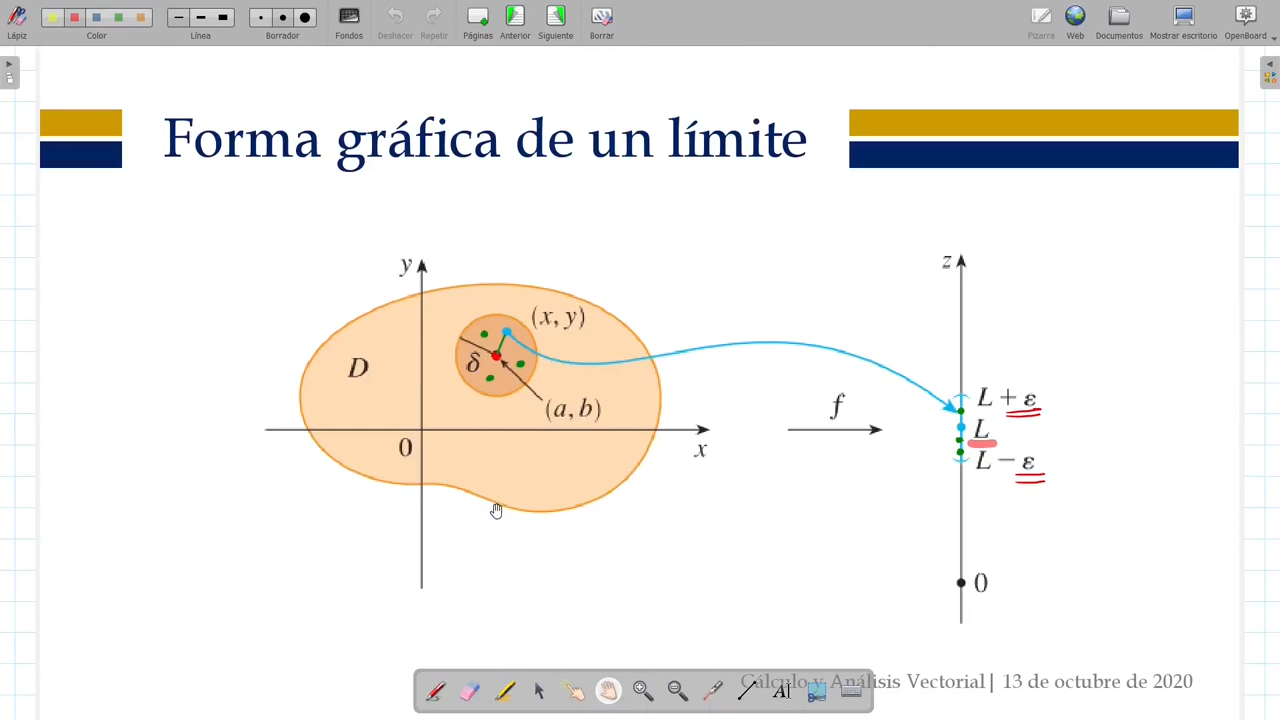 Lápiz Color Línea Borrador Fondos Deshacer Repetir Páginas Anterior Siguiente Borrar Pizarra Web Documentos Mostrar escritorio OpenBoard
Forma gráfica de un límite
y
z
(x, y)
D
δ
L + ε
f
(a, b)
L
0
x
L − ε
0
Cálculo y Análisis Vectorial| 13 de octubre de 2020